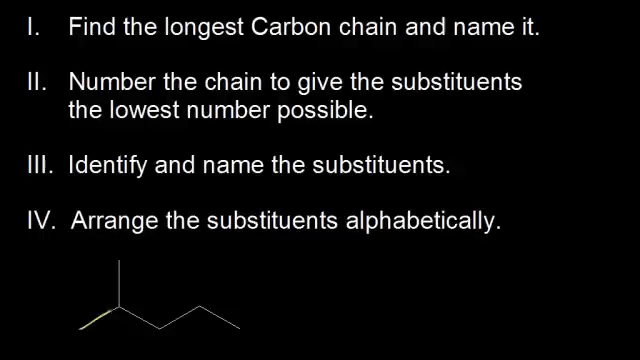 I. Find the longest Carbon chain and name it.
II. Number the chain to give the substituents
the lowest number possible.
III. Identify and name the substituents.
IV. Arrange the substituents alphabetically.